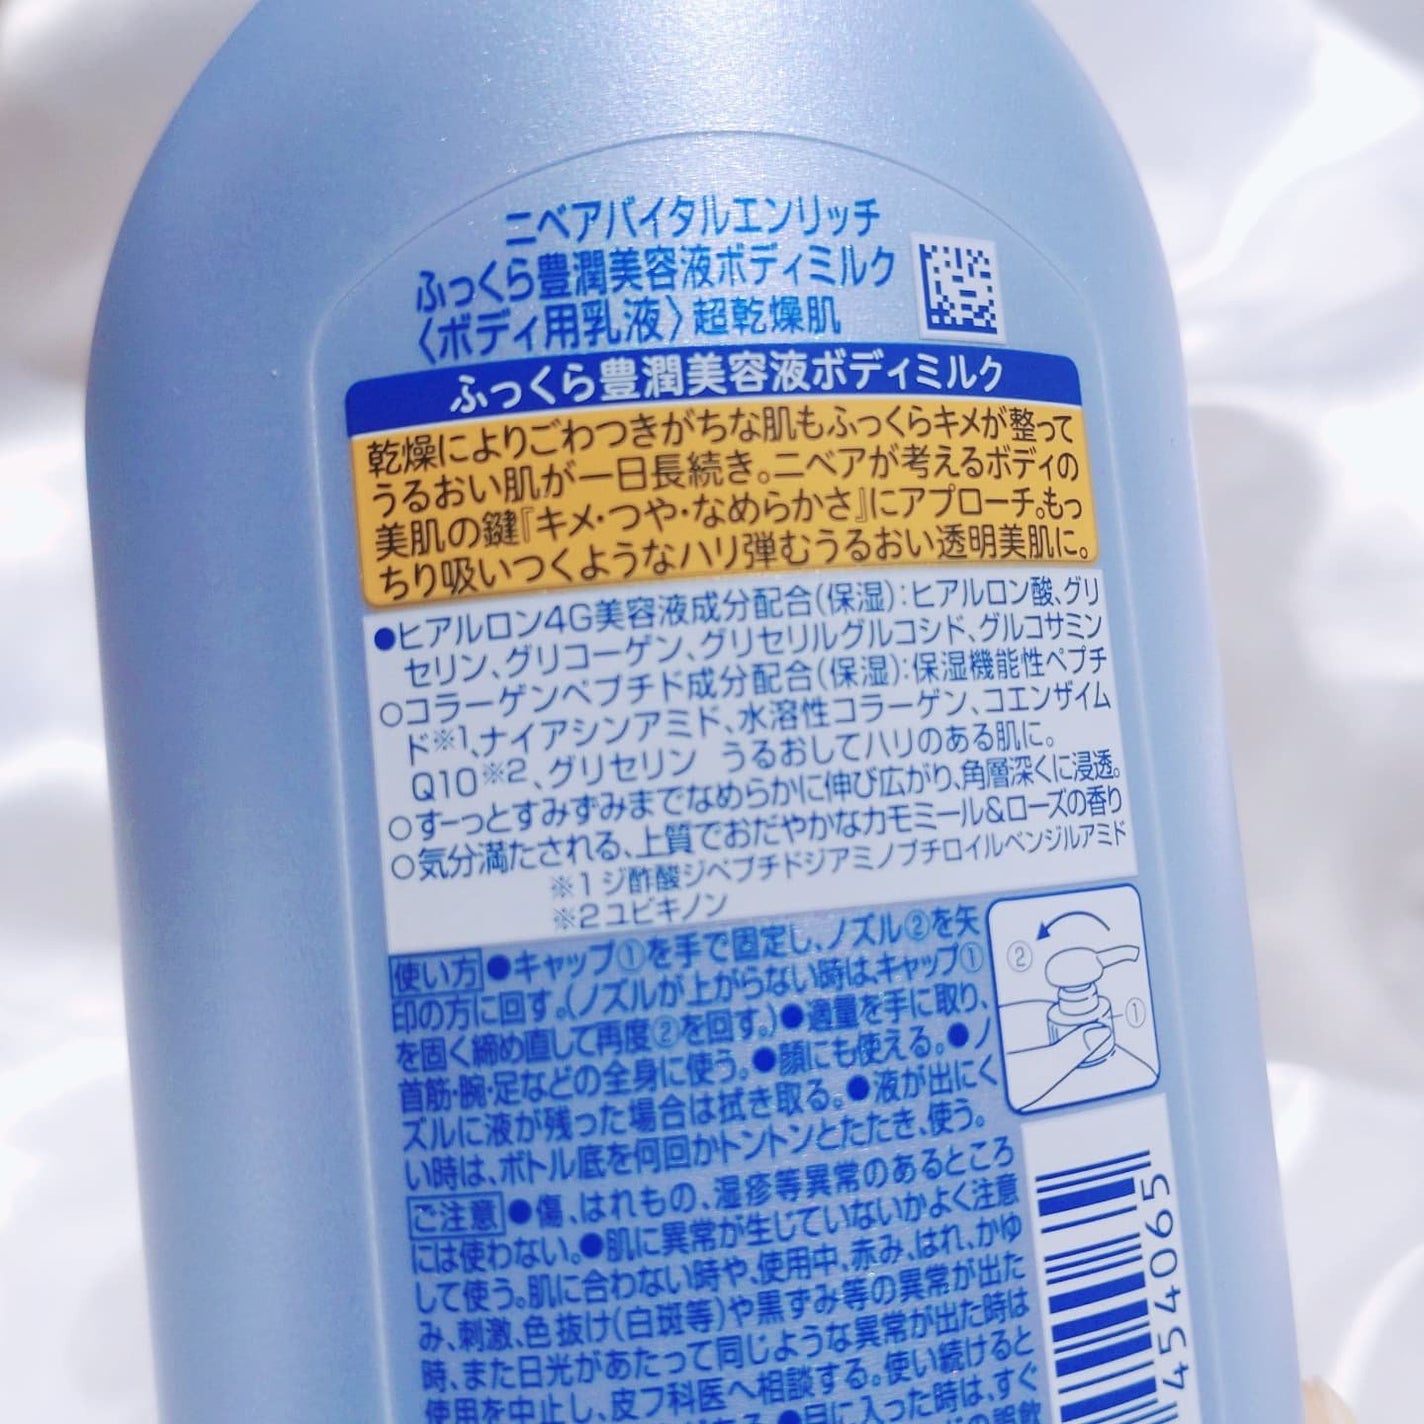 ニベアバイタルエンリッチ
ふっくら豊潤美容液ボディミルク
〈ボディ用乳液〉超乾燥肌
ふっくら豊潤美容液ボディミルク
乾燥によりごわつきがちな肌もふっくらキメが整って
うるおい肌が一日長続き。ニベアが考えるボディの
美肌の鍵『キメ・つや・なめらかさ』にアプローチ。もっ
ちり吸いつくようなハリ弾むうるおい透明美肌に。
●ヒアルロン4G美容液成分配合(保湿):ヒアルロン酸、グリ
セリン、グリコーゲン、グリセリルグルコシド、グルコサミン
○コラーゲンペプチド成分配合(保湿):保湿機能性ペプチ
ド※1、ナイアシンアミド、水溶性コラーゲン、コエンザイム
Q10※2、グリセリン うるおしてハリのある肌に。
○すーっとすみずみまでなめらかに伸び広がり、角層深くに浸透。
○気分満たされる、上質でおだやかなカモミール&ローズの香り
※1 ジ酢酸ジペプチドジアミノブチロイルベンジルアミド
※2 ユビキノン
使い方 ●キャップ①を手で固定し、ノズル②を矢
印の方に回す。(ノズルが上がらない時は、キャップ①
を固く締め直して再度②を回す。)●適量を手に取り、
首筋・腕・足などの全身に使う。●顔にも使える。●ノ
ズルに液が残った場合は拭き取る。●液が出にく
い時は、ボトル底を何回かトントンとたたき、使う。
ご注意 ●傷、はれもの、湿疹等異常のあるところ
には使わない。●肌に異常が生じていないかよく注意
して使う。肌に合わない時や、使用中、赤み、はれ、かゆ
み、刺激、色抜け(白斑等)や黒ずみ等の異常が出た
時、また日光があたって同じような異常が出た時は
使用を中止し、皮フ科医へ相談する。使い続けると
●目に入った時は、すぐ
②
①
454065